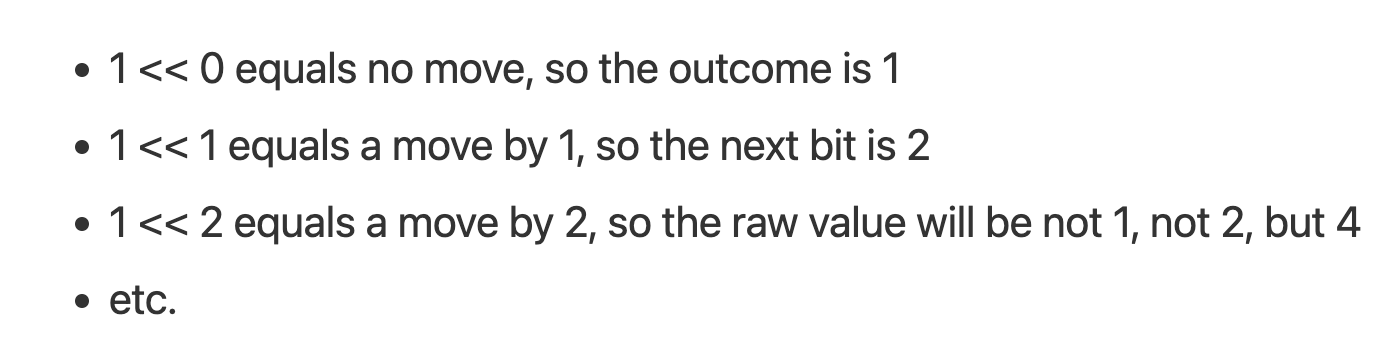 • 1 << 0 equals no move, so the outcome is 1
• 1 << 1 equals a move by 1, so the next bit is 2
• 1 << 2 equals a move by 2, so the raw value will be not 1, not 2, but 4
• etc.